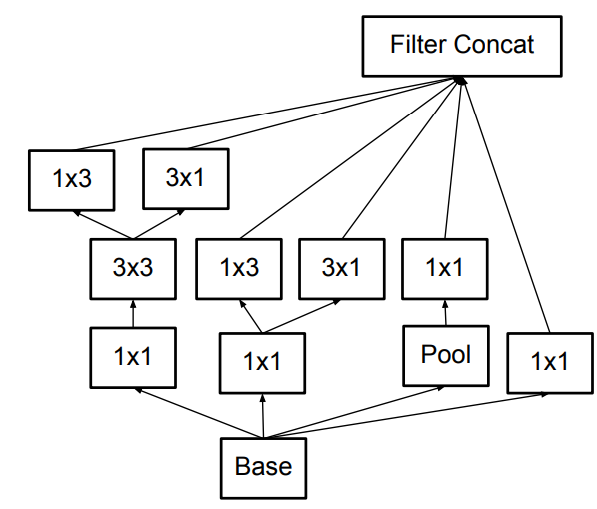 Filter Concat
1x3
3x1
3x3
1x3
3x1
1x1
1x1
1x1
Pool
1x1
Base